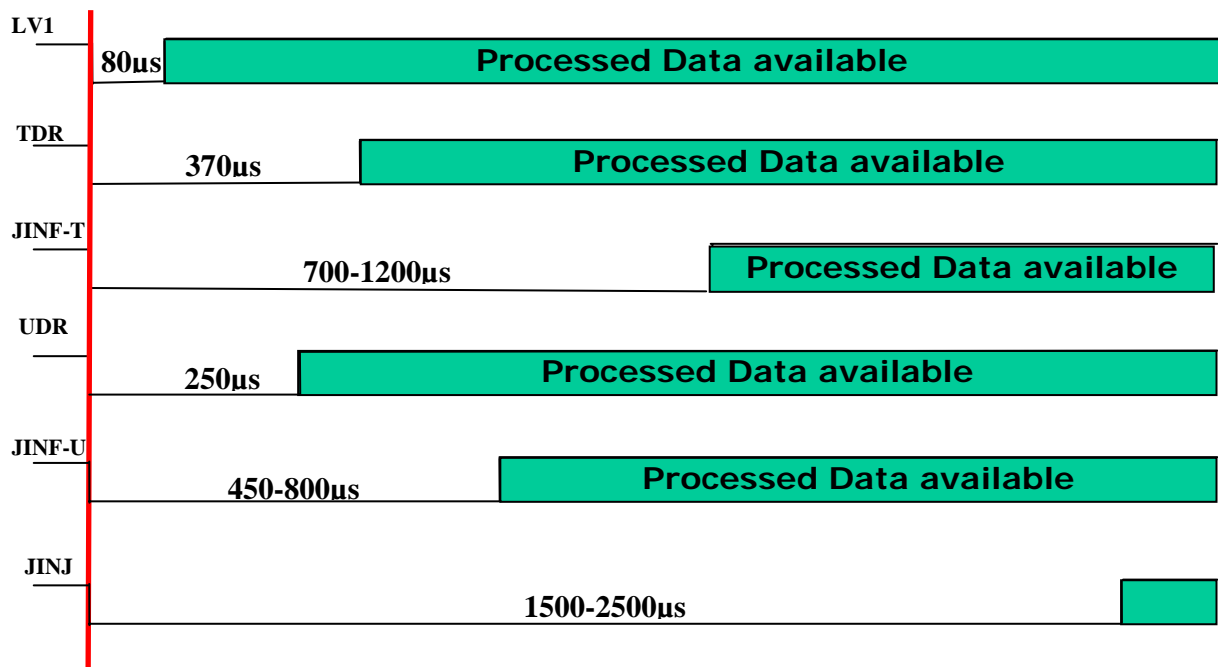 LV1
80µs
Processed Data available
TDR
370µs
Processed Data available
JINF-T
700-1200µs
Processed Data available
UDR
250µs
Processed Data available
JINF-U
450-800µs
Processed Data available
JINJ
1500-2500µs